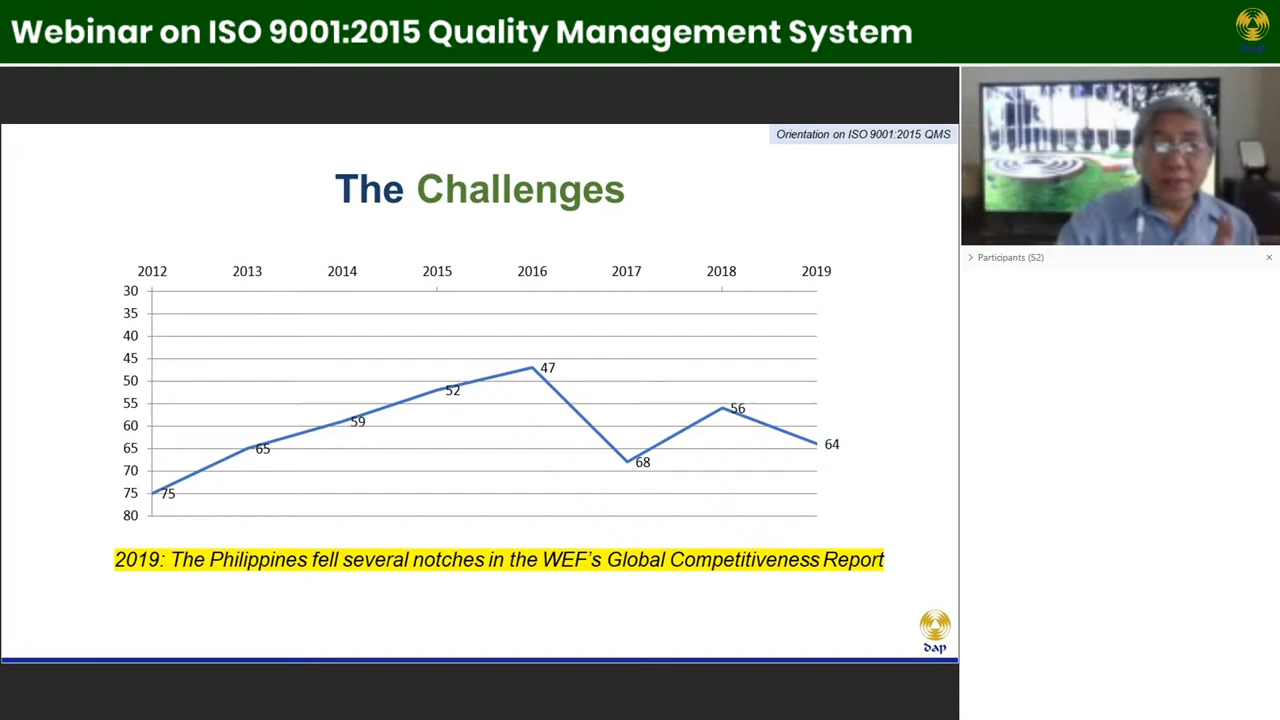 Webinar on ISO 9001:2015 Quality Management System
dap
Orientation on ISO 9001:2015 QMS
The Challenges
2012 2013 2014 2015 2016 2017 2018 2019
30
35
40
45
50
55
60
65
70
75
80
75
65
59
52
47
68
56
64
2019: The Philippines fell several notches in the WEF's Global Competitiveness Report
dap
Participants (52)